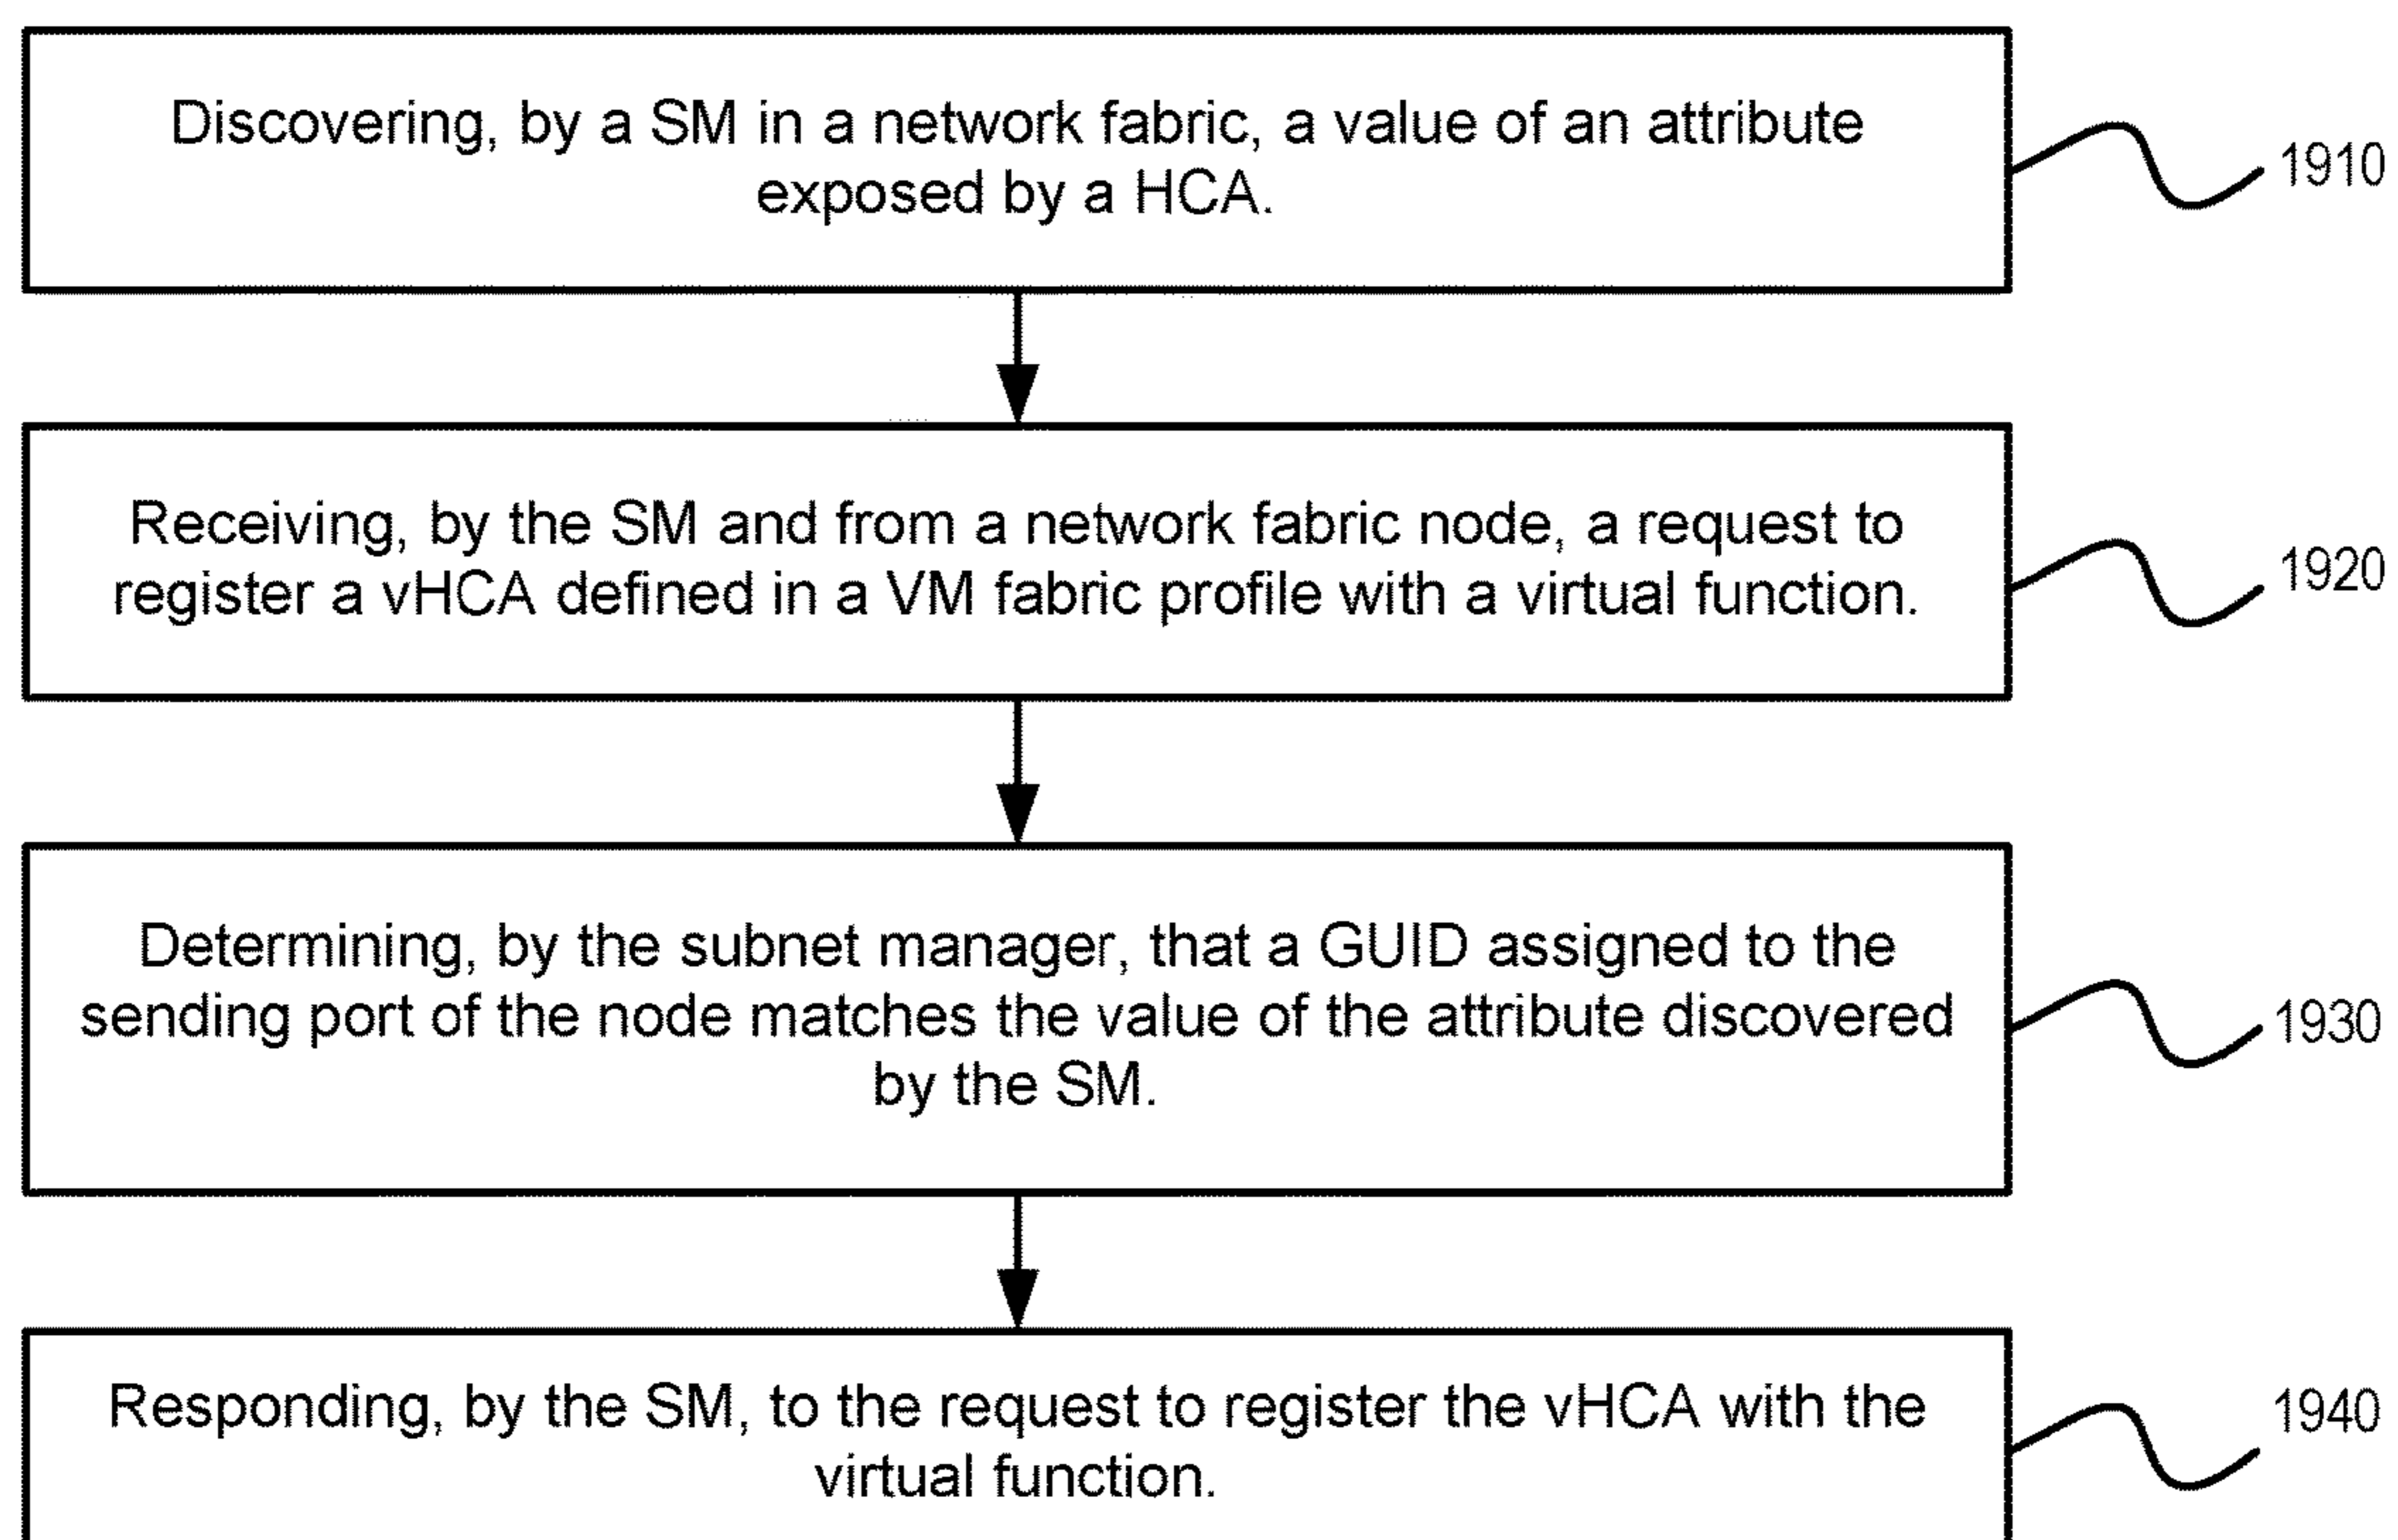 Discovering, by a SM in a network fabric, a value of an attribute
exposed by a HCA.
1910
Receiving, by the SM and from a network fabric node, a request to
register a vHCA defined in a VM fabric profile with a virtual function.
1920
Determining, by the subnet manager, that a GUID assigned to the
sending port of the node matches the value of the attribute discovered
by the SM.
1930
Responding, by the SM, to the request to register the vHCA with the
virtual function.
1940